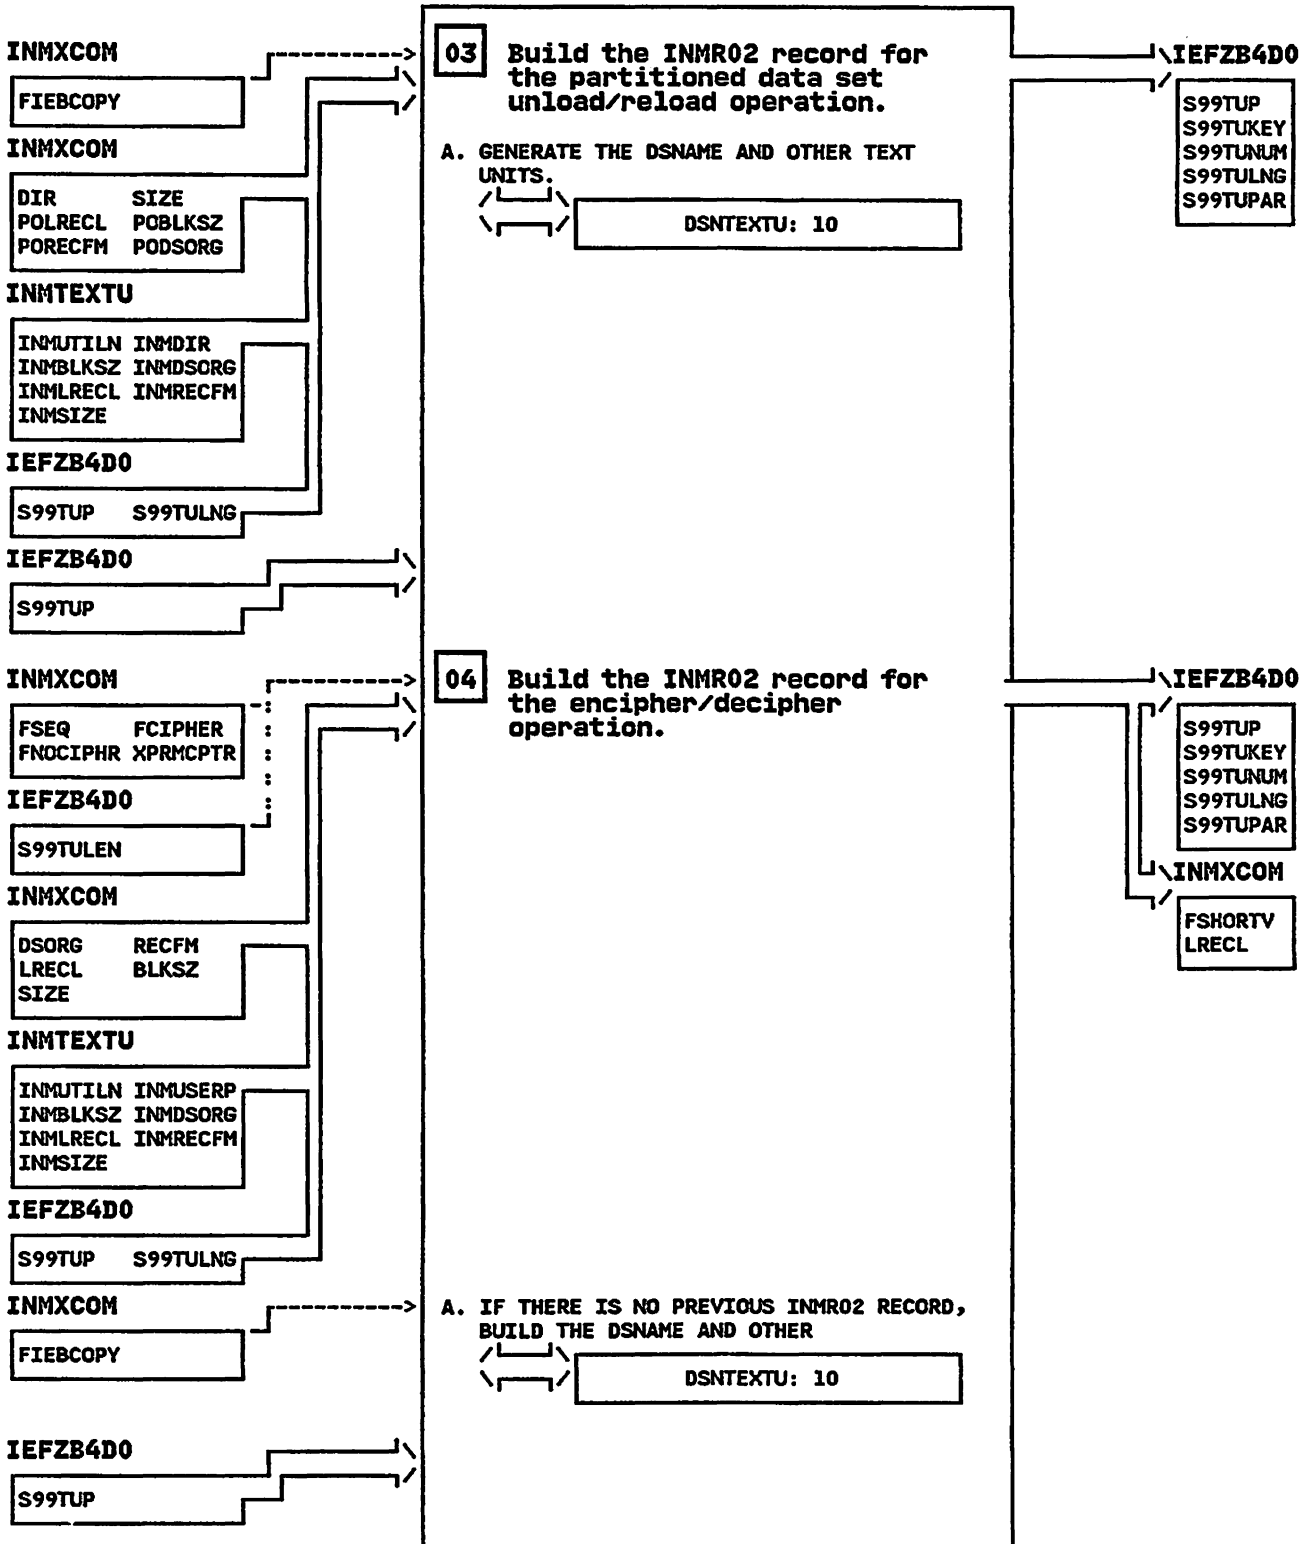 INMXCOM
FIEBCOPY
INMXCOM
DIR SIZE
POLRECL POBLKSZ
PORECFM PODSORG
INMTEXTU
INMUTILN INMDIR
INMBLKSZ INMDSORG
INMLRECL INMRECFM
INMSIZE
IEFZB4D0
S99TUP S99TULNG
IEFZB4D0
S99TUP
03 Build the INMR02 record for
the partitioned data set
unload/reload operation.
A. GENERATE THE DSNAME AND OTHER TEXT
UNITS.
DSNTEXTU: 10
IEFZB4D0
S99TUP
S99TUKEY
S99TUNUM
S99TULNG
S99TUPAR
INMXCOM
FSEQ FCIPHER
FNOCIPHR XPRMCPTR
IEFZB4D0
S99TULEN
INMXCOM
DSORG RECFM
LRECL BLKSZ
SIZE
INMTEXTU
INMUTILN INMUSERP
INMBLKSZ INMDSORG
INMLRECL INMRECFM
INMSIZE
IEFZB4D0
S99TUP S99TULNG
INMXCOM
FIEBCOPY
IEFZB4D0
S99TUP
04 Build the INMR02 record for
the encipher/decipher
operation.
A. IF THERE IS NO PREVIOUS INMR02 RECORD,
BUILD THE DSNAME AND OTHER
DSNTEXTU: 10
IEFZB4D0
S99TUP
S99TUKEY
S99TUNUM
S99TULNG
S99TUPAR
INMXCOM
FSHORTV
LRECL